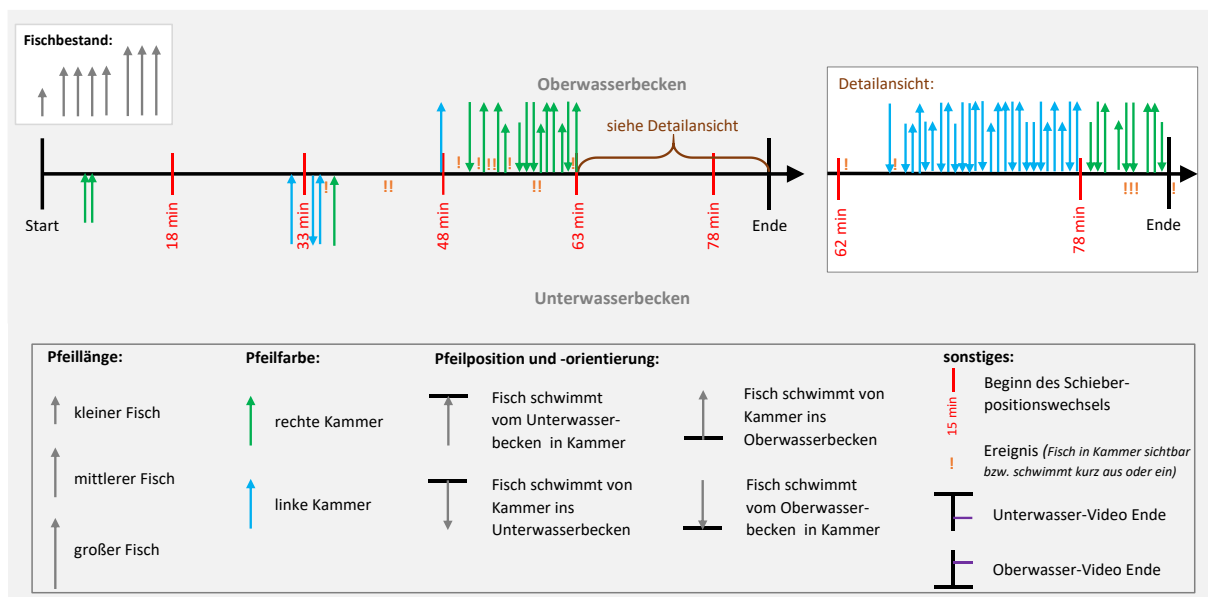 Fischbestand:
Oberwasserbecken
siehe Detailansicht
Detailansicht:
! ! !! ! !
! !! !!
Start
18 min
33 min
48 min
63 min
78 min
Ende
! !
!!! !
62 min
78 min
Ende
Unterwasserbecken
Pfeillänge:
kleiner Fisch
mittlerer Fisch
großer Fisch
Pfeilfarbe:
rechte Kammer
linke Kammer
Pfeilposition und -orientierung:
Fisch schwimmt
vom Unterwasser-
becken in Kammer
Fisch schwimmt von
Kammer ins
Unterwasserbecken
Fisch schwimmt von
Kammer ins
Oberwasserbecken
Fisch schwimmt
vom Oberwasser-
becken in Kammer
sonstiges:
15 min
Beginn des Schieber-
positionswechsels
!
Ereignis (Fisch in Kammer sichtbar
bzw. schwimmt kurz aus oder ein)
Unterwasser-Video Ende
Oberwasser-Video Ende